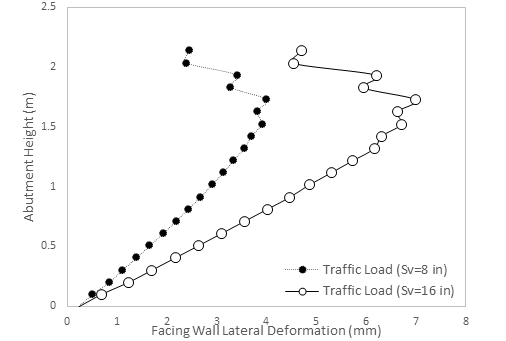 2.5
2
1.5
1
0.5
0
Abutment Height (m)
Traffic Load (Sv=8 in)
Traffic Load (Sv=16 in)
0 1 2 3 4 5 6 7 8
Facing Wall Lateral Deformation (mm)